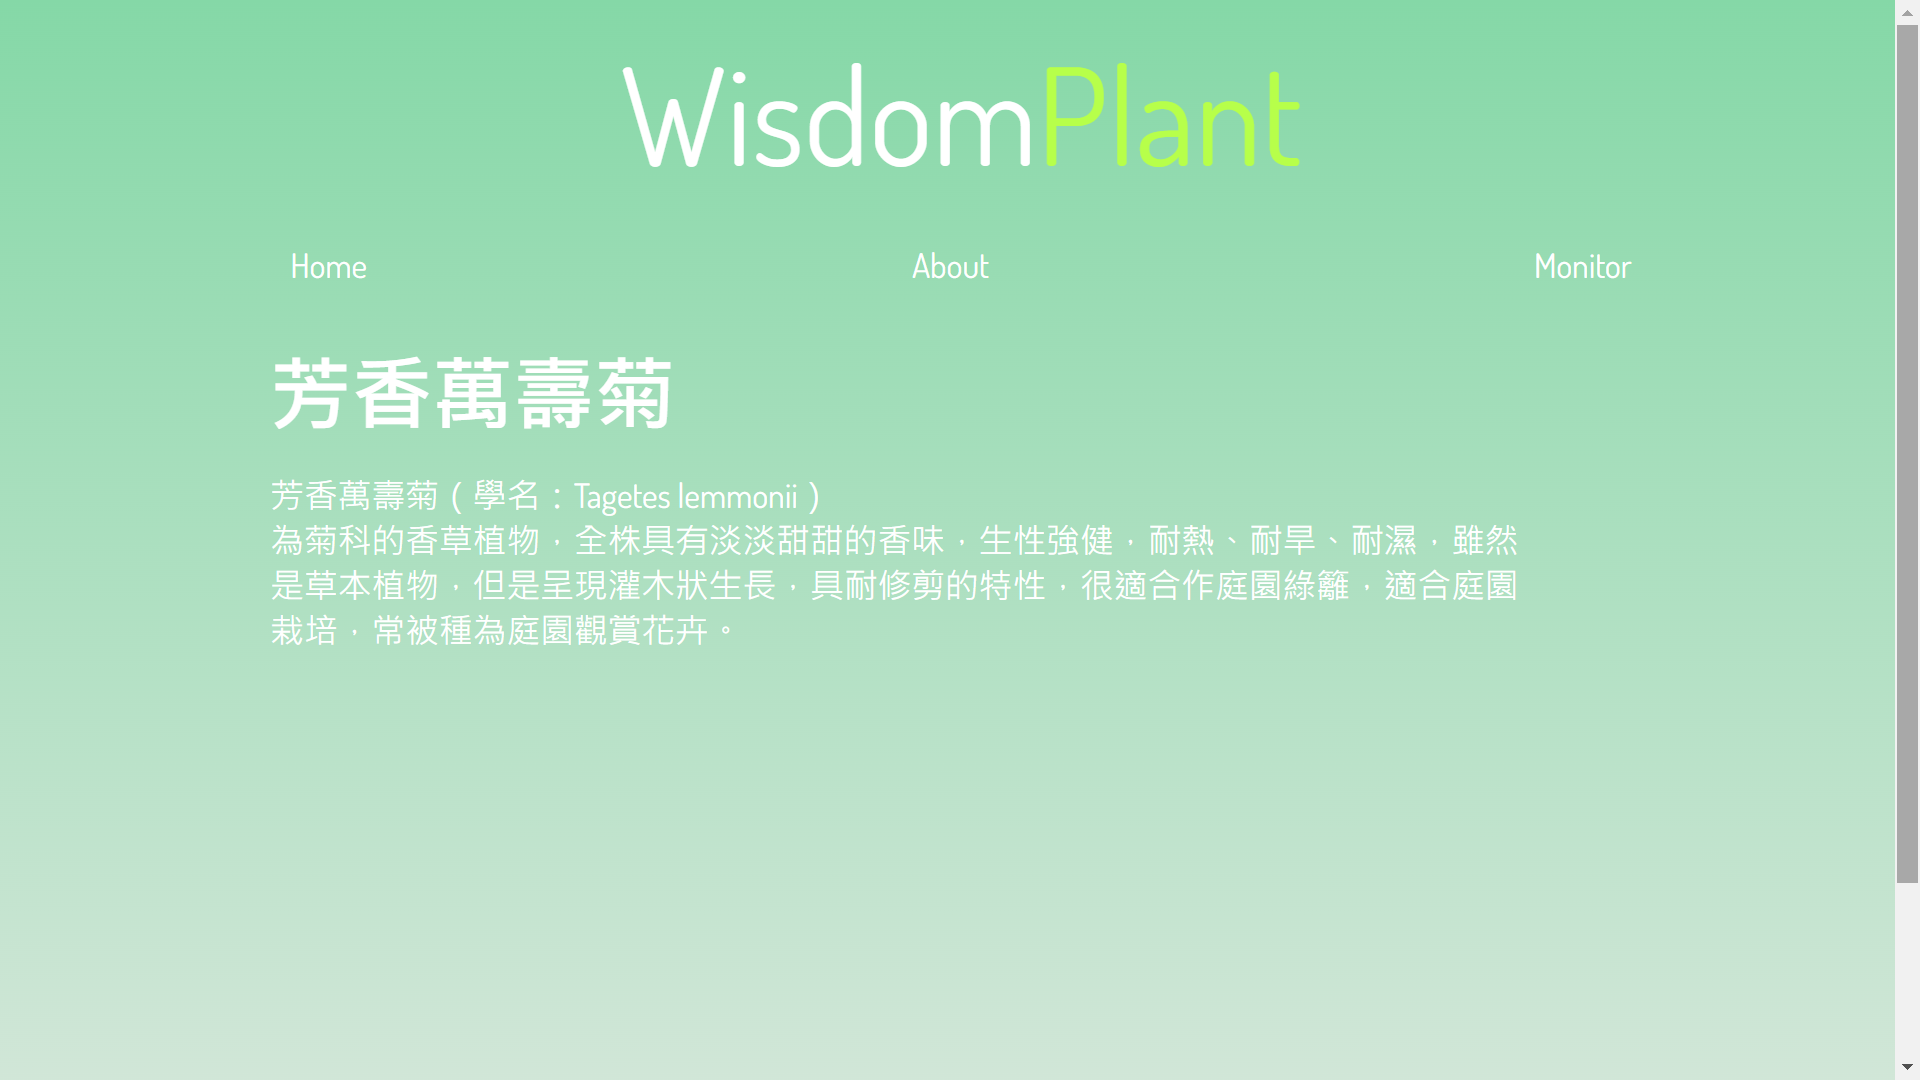 WisdomPlant
Home About Monitor
芳香萬壽菊
芳香萬壽菊（學名：Tagetes lemmonii）
為菊科的香草植物，全株具有淡淡甜甜的香味，生性強健，耐熱、耐旱、耐濕，雖然
是草本植物，但是呈現灌木狀生長，具耐修剪的特性，很適合作庭園綠籬，適合庭園
栽培，常被種為庭園觀賞花卉。